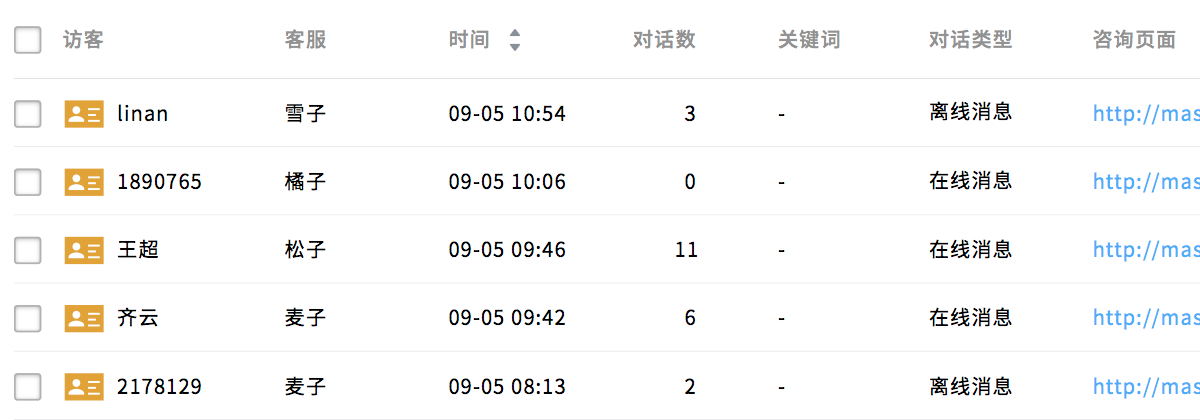 访客 客服 时间 对话数 关键词 对话类型 咨询页面
linan 雪子 09-05 10:54 3 - 离线消息 http://mas
1890765 橘子 09-05 10:06 0 - 在线消息 http://mas
王超 松子 09-05 09:46 11 - 在线消息 http://mas
齐云 麦子 09-05 09:42 6 - 在线消息 http://mas
2178129 麦子 09-05 08:13 2 - 离线消息 http://mas